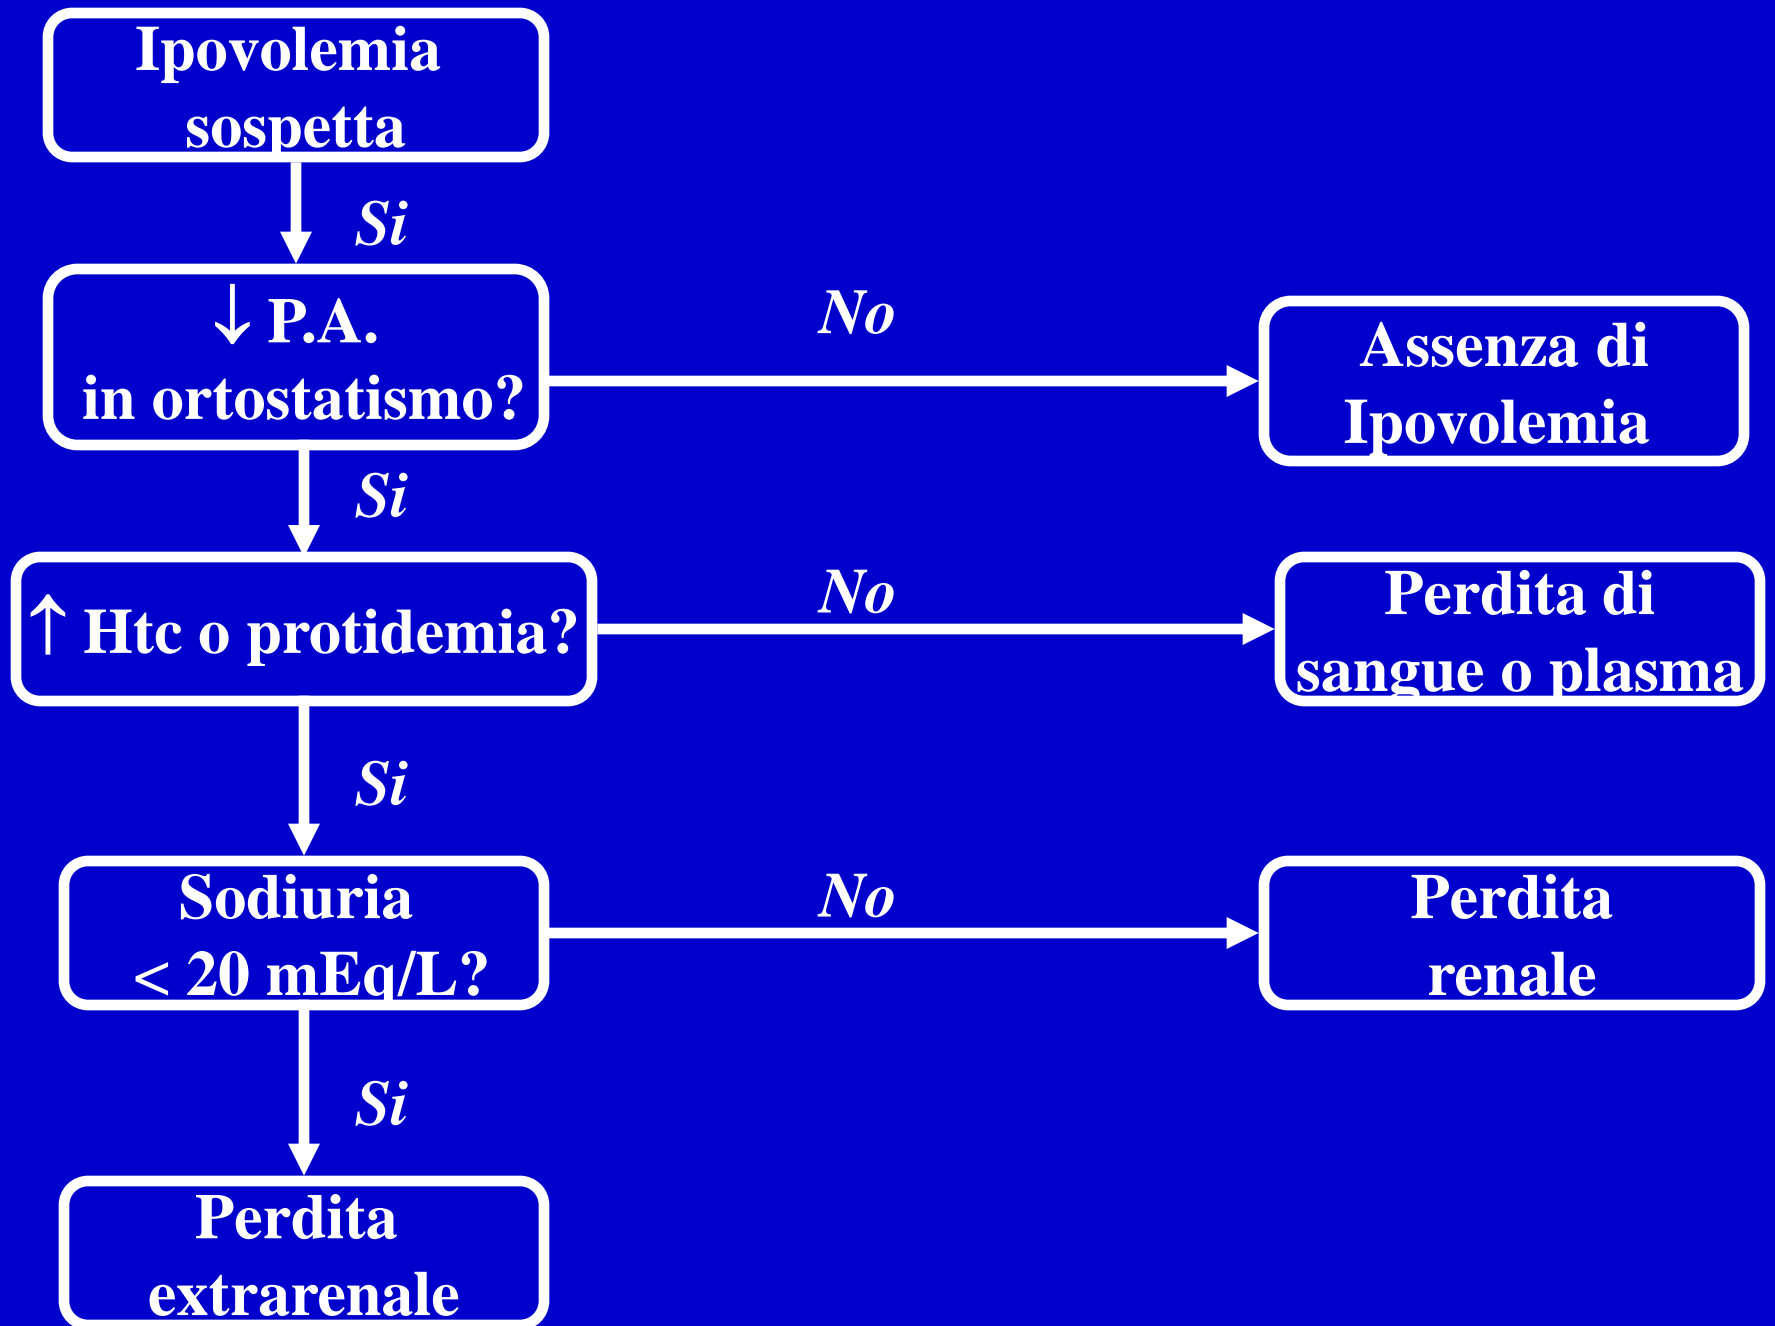 Ipovolemia
sospetta
Si
↓ P.A.
in ortostatismo?
No
Assenza di
Ipovolemia
Si
↑ Htc o protidemia?
No
Perdita di
sangue o plasma
Si
Sodiuria
< 20 mEq/L?
No
Perdita
renale
Si
Perdita
extrarenale